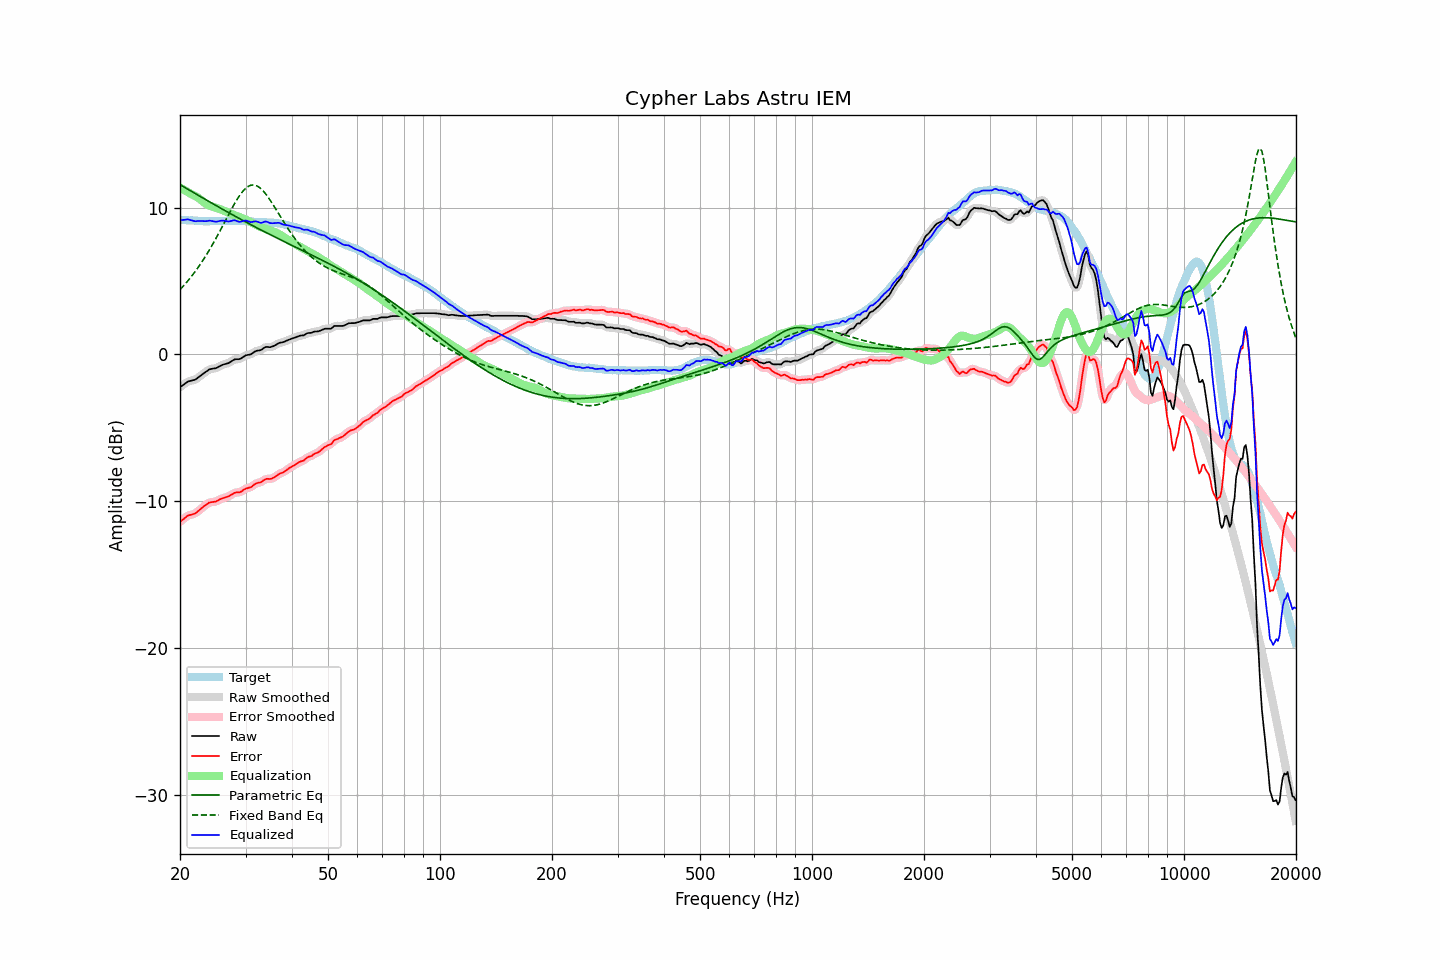 Cypher Labs Astru IEM
Amplitude (dBr)
10
0
−10
−20
−30
Target
Raw Smoothed
Error Smoothed
Raw
Error
Equalization
Parametric Eq
Fixed Band Eq
Equalized
20 50 100 200 500 1000 2000 5000 10000 20000
Frequency (Hz)